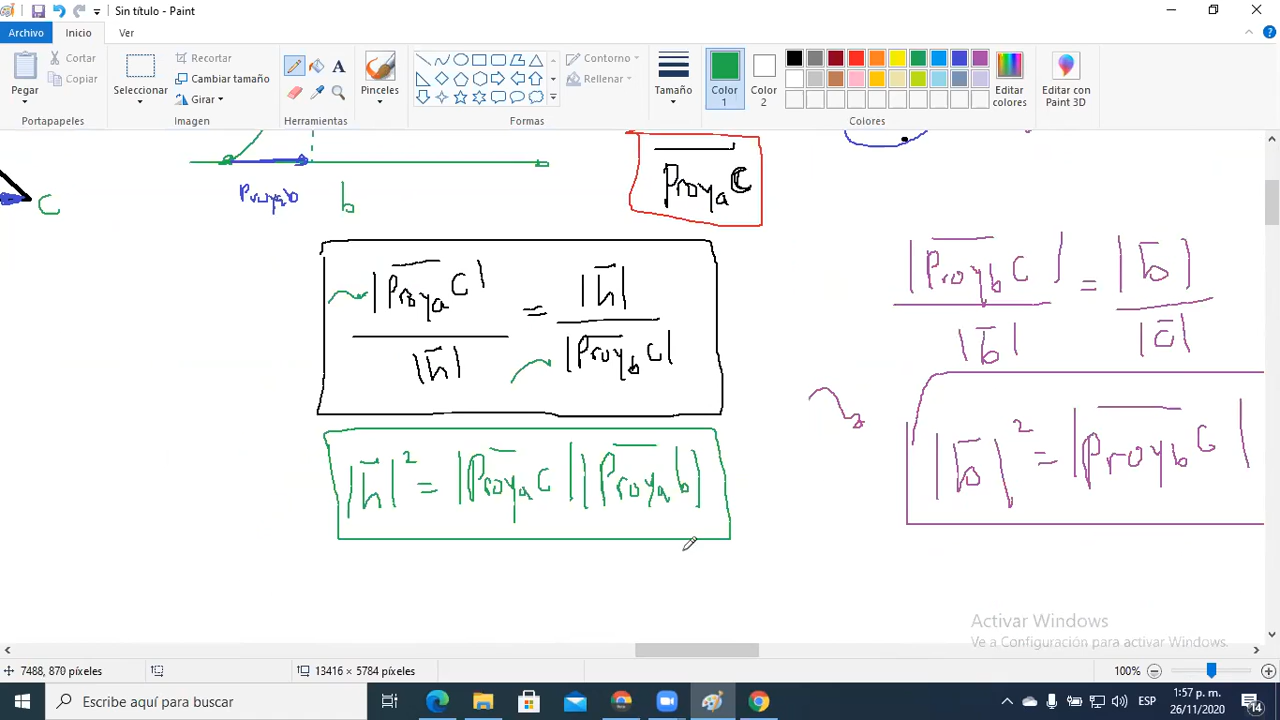 Sin título - Paint
Archivo Inicio Ver
Pegar Cortar Copiar
Portapapeles
Seleccionar Recortar Cambiar tamaño Girar
Imagen
A
Herramientas
Pinceles
Contorno Rellenar
Formas
Tamaño
Color 1
Color 2
Editar colores
Colores
Editar con Paint 3D
C
Proyab
b
Proy_a C
|Proy_a C| / |h| = |h| / |Proy_b C|
|h|² = |Proy_a C| |Proy_a b|
|Proy_b C| / |b| = |b| / |C|
|b|² = |Proy_b C|
Activar Windows
Ve a Configuración para activar Windows.
7488, 870 píxeles
13416 × 5784 píxeles
100%
Escribe aquí para buscar
ESP
1:57 p. m.
26/11/2020
14